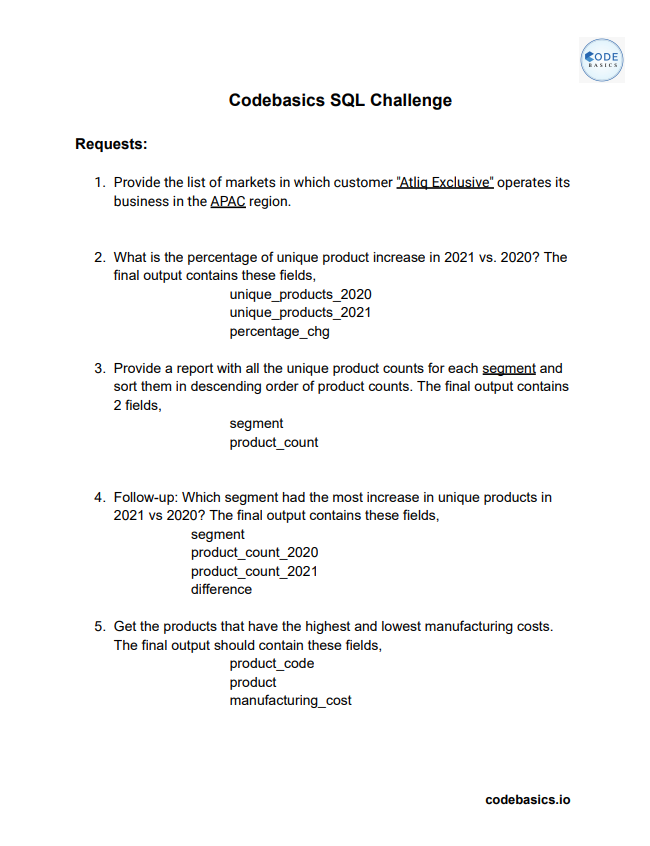 CODE
BASICS
Codebasics SQL Challenge
Requests:
1. Provide the list of markets in which customer "Atliq Exclusive" operates its
business in the APAC region.
2. What is the percentage of unique product increase in 2021 vs. 2020? The
final output contains these fields,
unique_products_2020
unique_products_2021
percentage_chg
3. Provide a report with all the unique product counts for each segment and
sort them in descending order of product counts. The final output contains
2 fields,
segment
product_count
4. Follow-up: Which segment had the most increase in unique products in
2021 vs 2020? The final output contains these fields,
segment
product_count_2020
product_count_2021
difference
5. Get the products that have the highest and lowest manufacturing costs.
The final output should contain these fields,
product_code
product
manufacturing_cost
codebasics.io